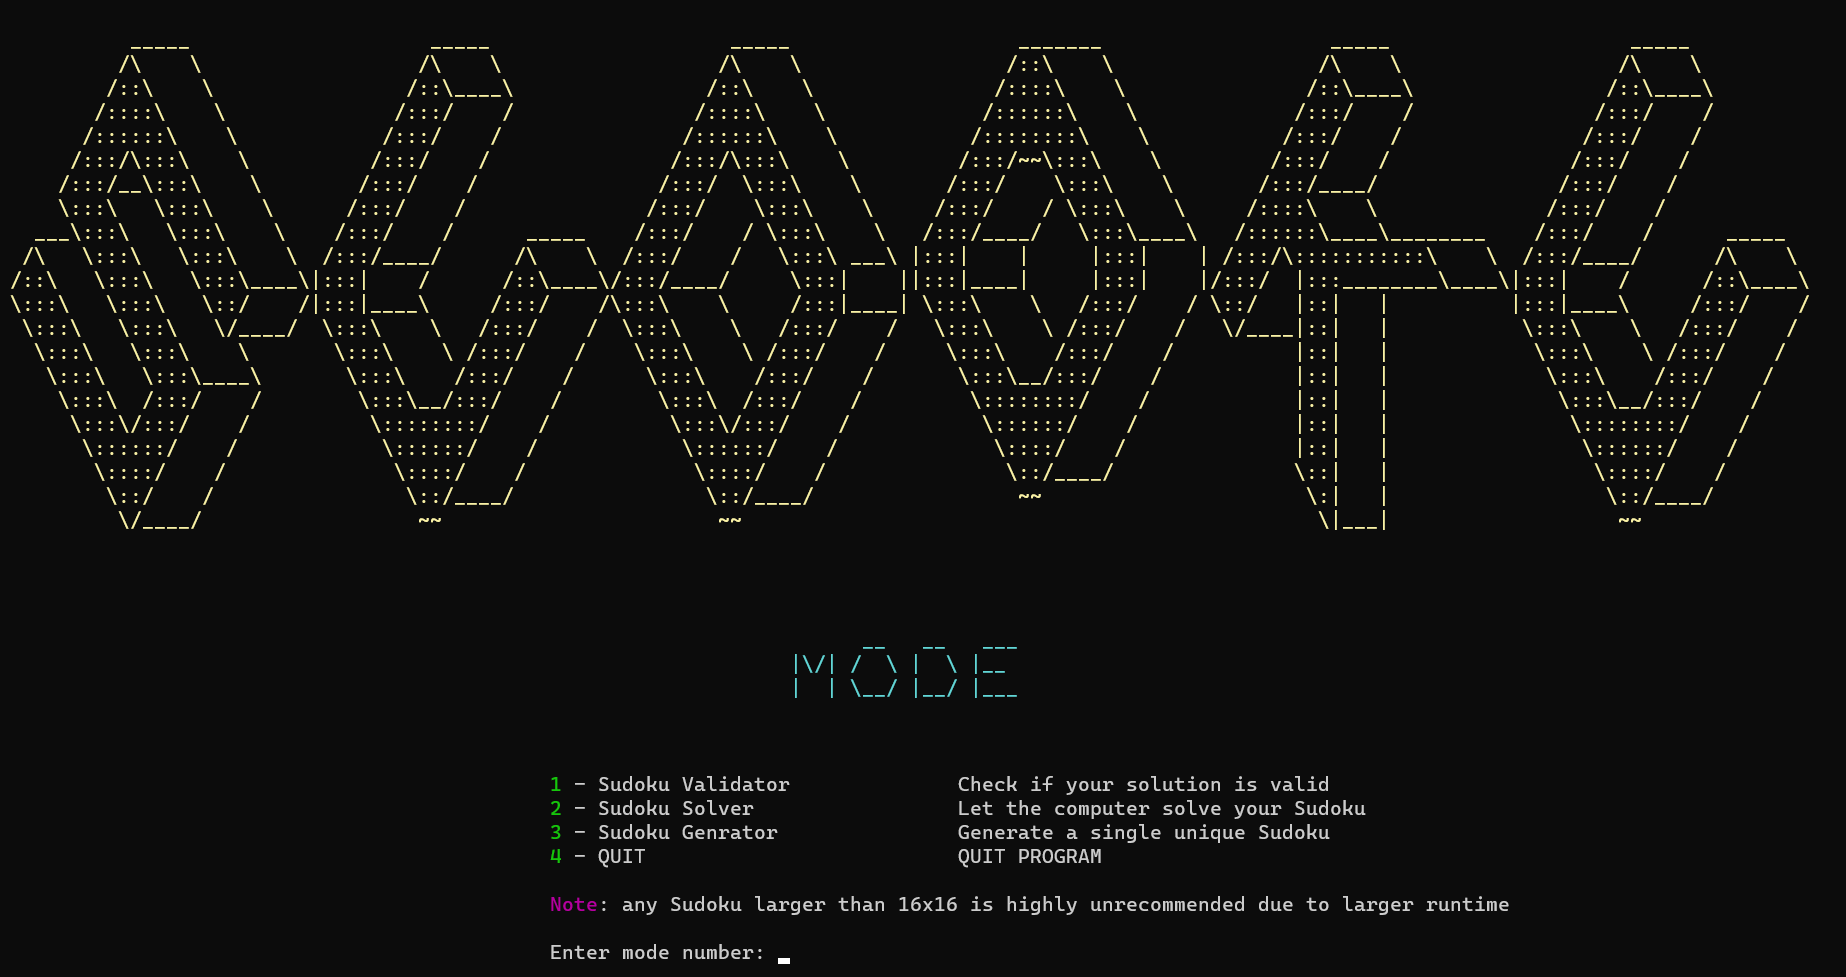 SUDOKU
MODE
1 - Sudoku Validator Check if your solution is valid
2 - Sudoku Solver Let the computer solve your Sudoku
3 - Sudoku Genrator Generate a single unique Sudoku
4 - QUIT QUIT PROGRAM
Note: any Sudoku larger than 16x16 is highly unrecommended due to larger runtime
Enter mode number: